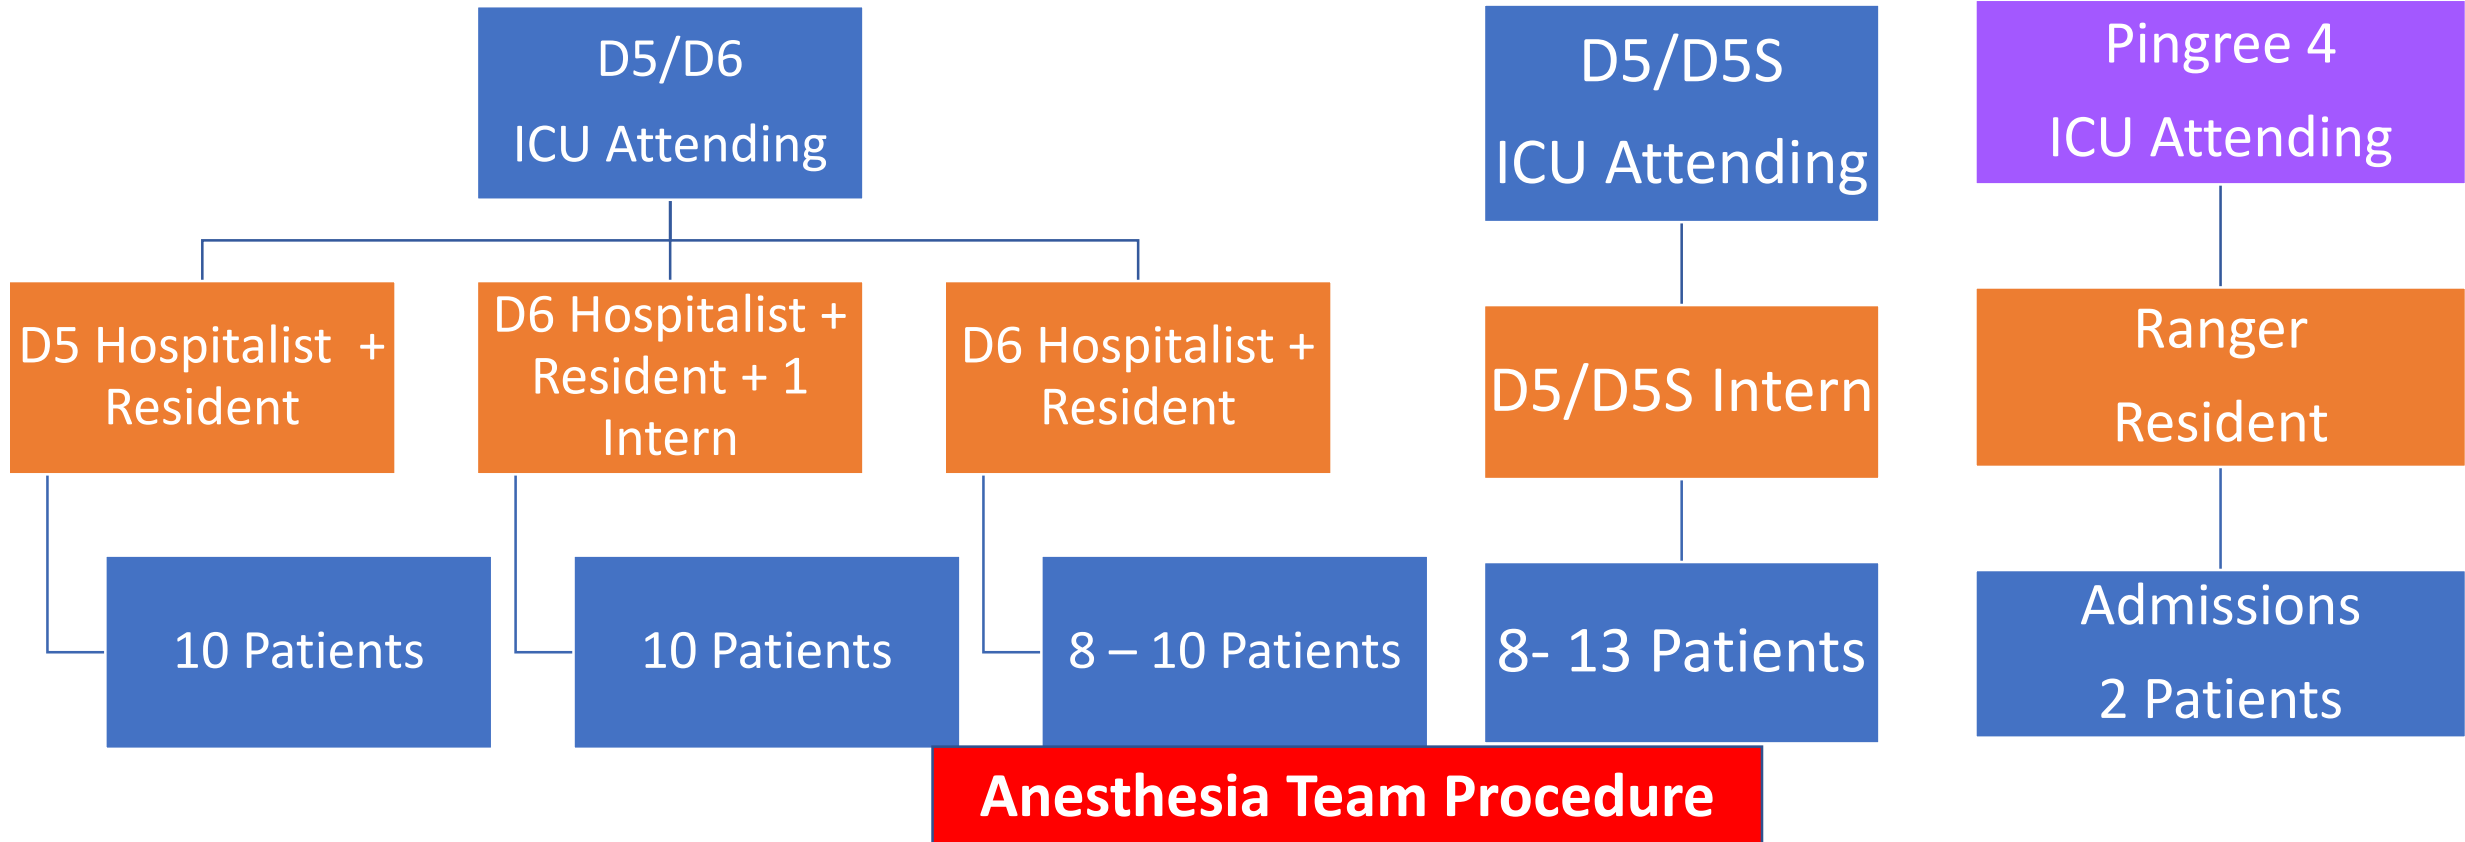 D5/D6
ICU Attending
D5/D5S
ICU Attending
Pingree 4
ICU Attending
D5 Hospitalist  +
Resident
D6 Hospitalist +
Resident + 1
Intern
D6 Hospitalist +
Resident
D5/D5S Intern
Ranger
Resident
10 Patients
10 Patients
8 – 10 Patients
8- 13 Patients
Admissions
2 Patients
Anesthesia Team Procedure